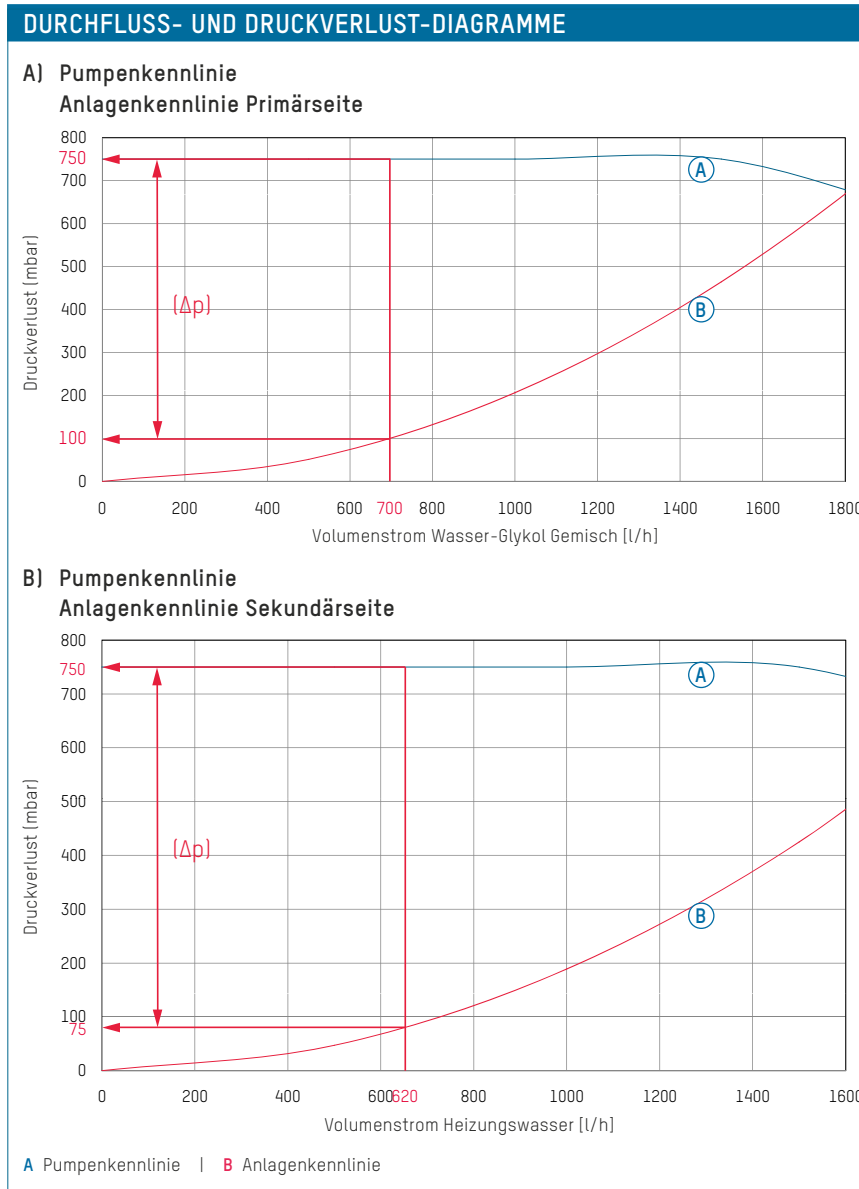 DURCHFLUSS- UND DRUCKVERLUST-DIAGRAMME
A) Pumpenkennlinie
Anlagenkennlinie Primärseite
800
750
700
600
500
400
300
200
100
0
Druckverlust (mbar)
(Δp)
A
B
0 200 400 600 700 800 1000 1200 1400 1600 1800
Volumenstrom Wasser-Glykol Gemisch [l/h]
B) Pumpenkennlinie
Anlagenkennlinie Sekundärseite
800
750
700
600
500
400
300
200
100
75
0
Druckverlust (mbar)
(Δp)
A
B
0 200 400 600 620 800 1000 1200 1400 1600
Volumenstrom Heizungswasser [l/h]
A Pumpenkennlinie | B Anlagenkennlinie